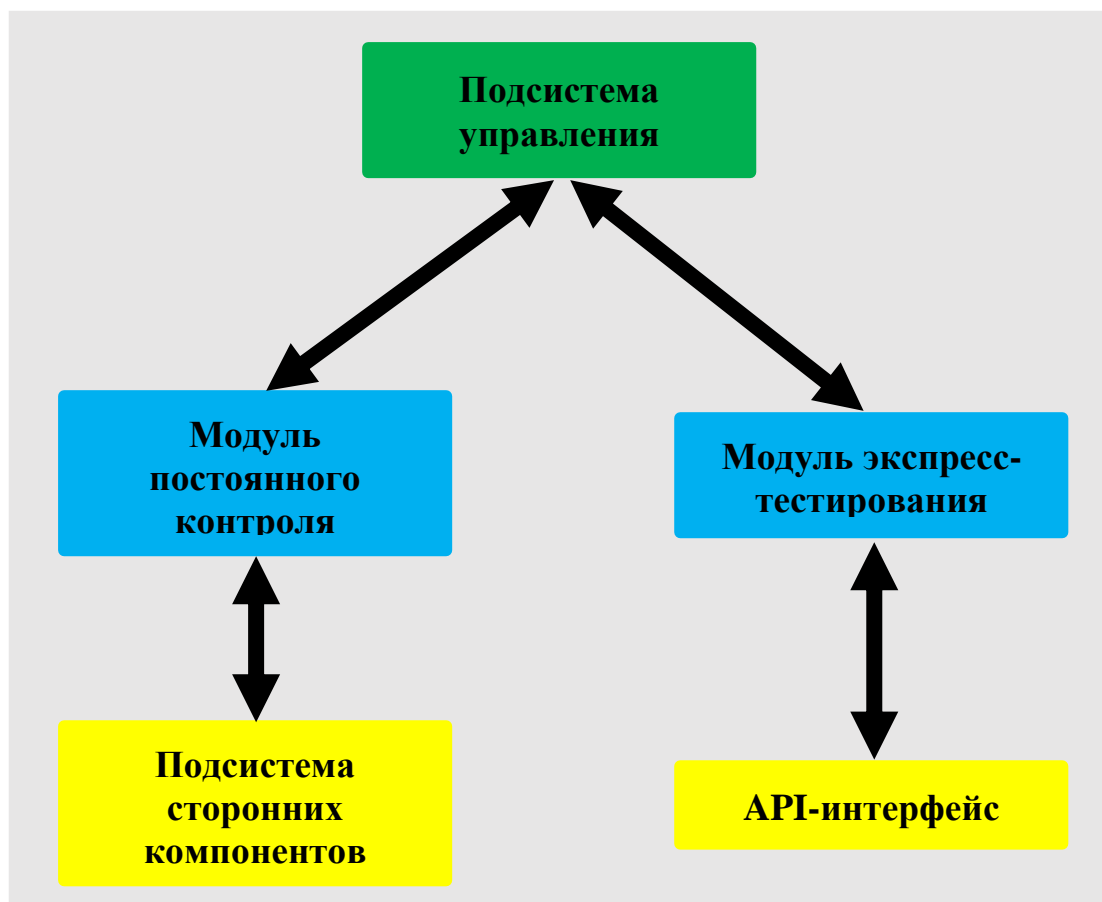 Подсистема
управления
Модуль
постоянного
контроля
Модуль экспресс-
тестирования
Подсистема
сторонних
компонентов
API-интерфейс